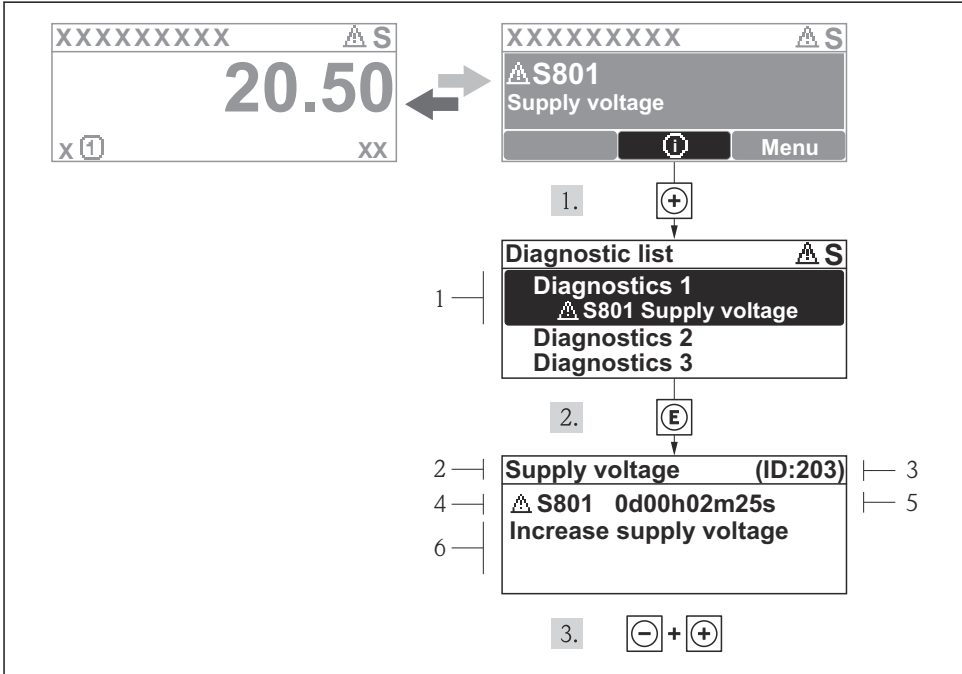 XXXXXXXXX ⚠ S
20.50
x ① XX
XXXXXXXXX ⚠ S
⚠ S801
Supply voltage
ⓘ Menu
1. +
Diagnostic list ⚠ S
1
Diagnostics 1
⚠ S801 Supply voltage
Diagnostics 2
Diagnostics 3
2. E
2 Supply voltage (ID:203) 3
4 ⚠ S801 0d00h02m25s 5
6 Increase supply voltage
3. - + +